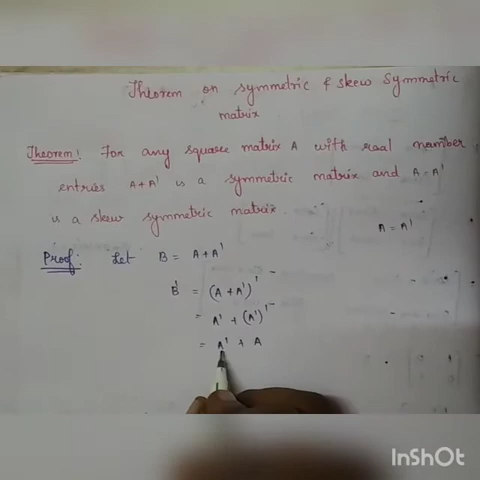 Theorem on symmetric & skew Symmetric
matrix
Theorem: For any square matrix A with real number
entries A+A' is a symmetric matrix and A = A'
is a skew symmetric matrix.
A = A'
Proof: Let B = A + A'
B' = (A + A')'
= A' + (A')'
= A' + A
InShOt